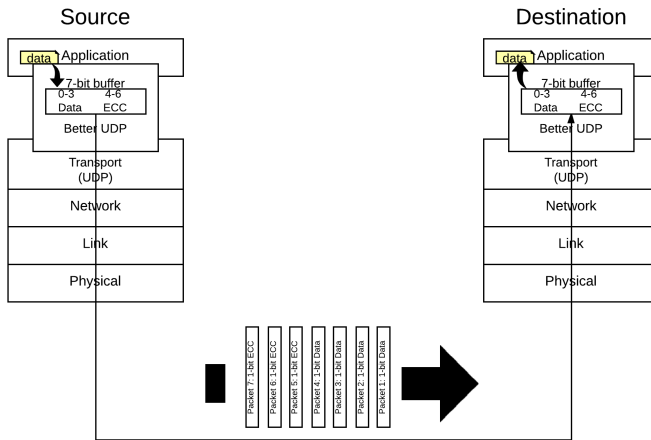 Source
data
Application
7-bit buffer
0-3 4-6
Data ECC
Better UDP
Transport
(UDP)
Network
Link
Physical
Destination
data
Application
7-bit buffer
0-3 4-6
Data ECC
Better UDP
Transport
(UDP)
Network
Link
Physical
Packet 7: 1-bit ECC
Packet 6: 1-bit ECC
Packet 5: 1-bit ECC
Packet 4: 1-bit Data
Packet 3: 1-bit Data
Packet 2: 1-bit Data
Packet 1: 1-bit Data